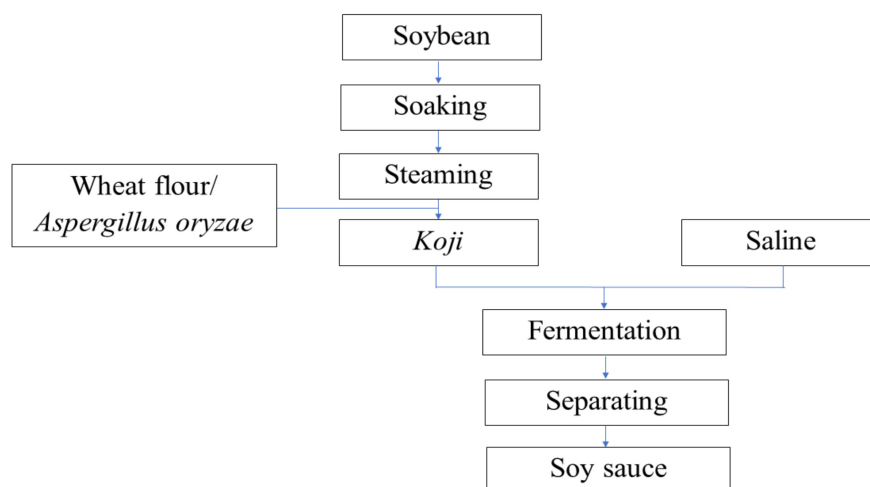 Soybean
Soaking
Steaming
Wheat flour/
Aspergillus oryzae
Koji
Saline
Fermentation
Separating
Soy sauce